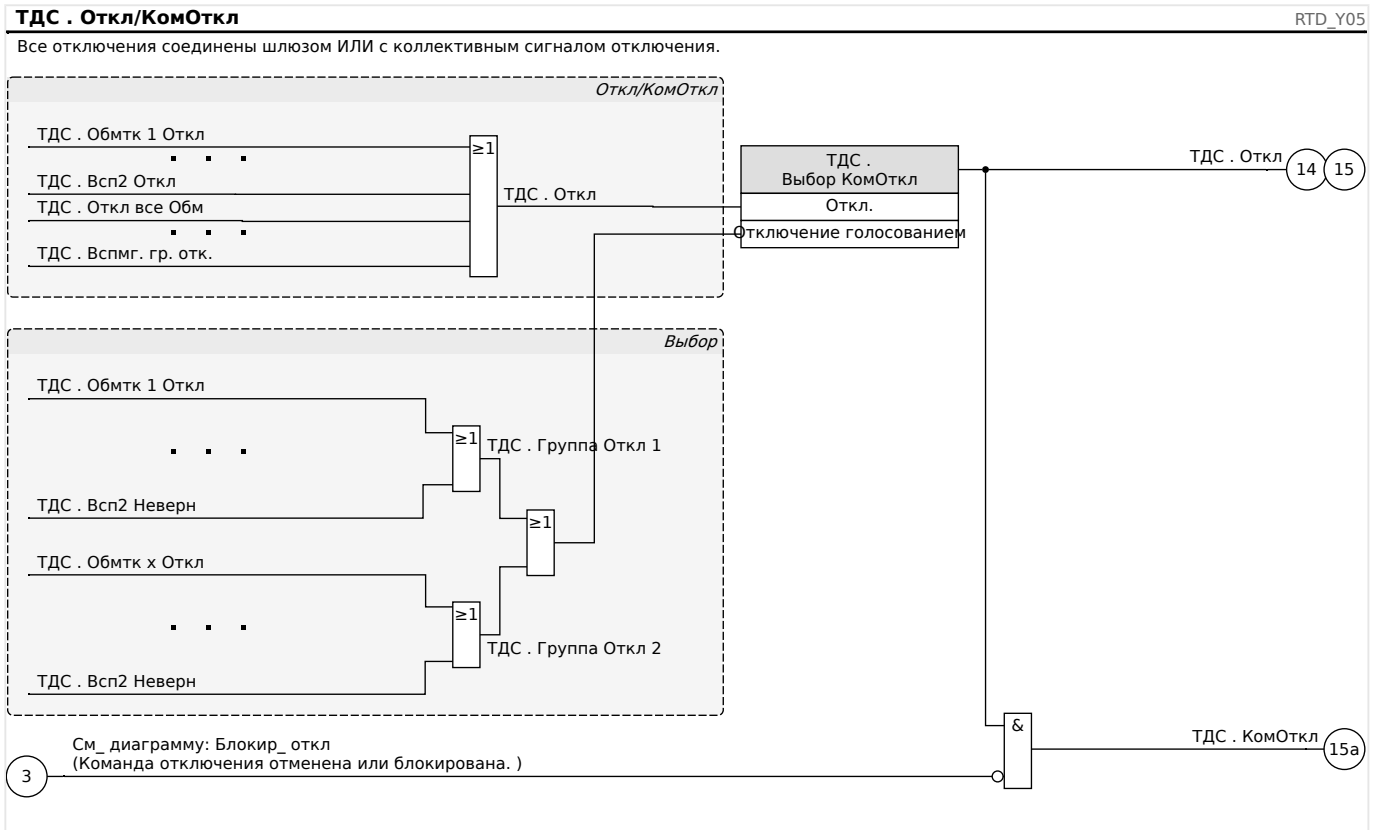 ТДС . Откл/КомОткл
RTD_Y05
Все отключения соединены шлюзом ИЛИ с коллективным сигналом отключения.
Откл/КомОткл
ТДС . Обмтк 1 Откл
≥1
ТДС . Всп2 Откл
ТДС . Откл все Обм
ТДС . Вспмг. гр. отк.
ТДС . Откл
ТДС .
Выбор КомОткл
Откл.
Отключение голосованием
ТДС . Откл
14
15
Выбор
ТДС . Обмтк 1 Откл
≥1
ТДС . Группа Откл 1
ТДС . Всп2 Неверн
≥1
ТДС . Обмтк x Откл
≥1
ТДС . Группа Откл 2
ТДС . Всп2 Неверн
&
ТДС . КомОткл
15a
См_ диаграмму: Блокир_ откл
(Команда отключения отменена или блокирована. )
3